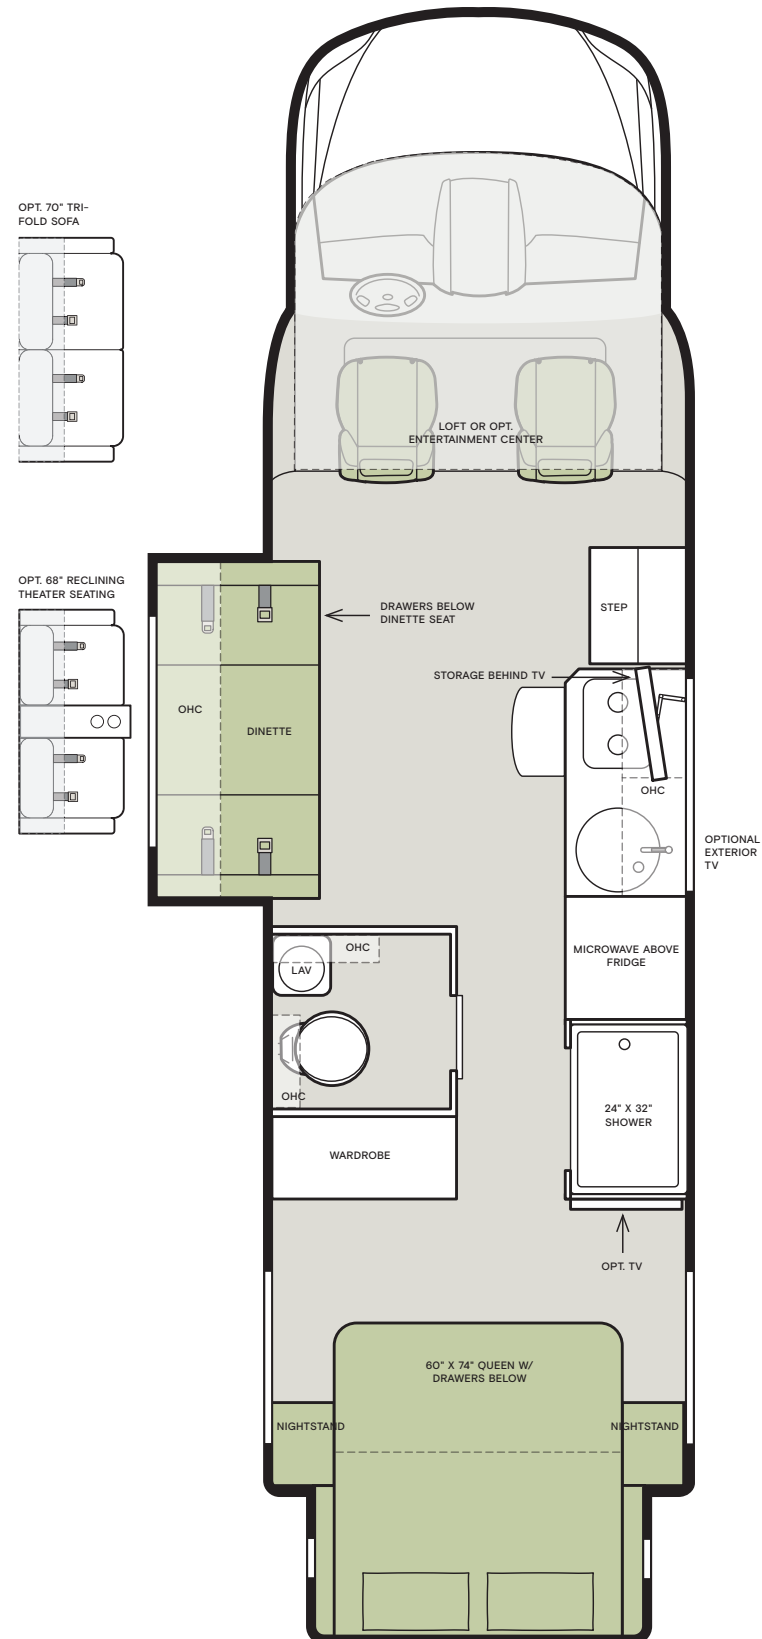 OPT. 70" TRI-
FOLD SOFA
LOFT OR OPT.
ENTERTAINMENT CENTER
OPT. 68" RECLINING
THEATER SEATING
DRAWERS BELOW
DINETTE SEAT
STEP
STORAGE BEHIND TV
OHC
DINETTE
OHC
OPTIONAL
EXTERIOR
TV
OHC
LAV
MICROWAVE ABOVE
FRIDGE
OHC
24" X 32"
SHOWER
WARDROBE
OPT. TV
60" X 74" QUEEN W/
DRAWERS BELOW
NIGHTSTAND
NIGHTSTAND